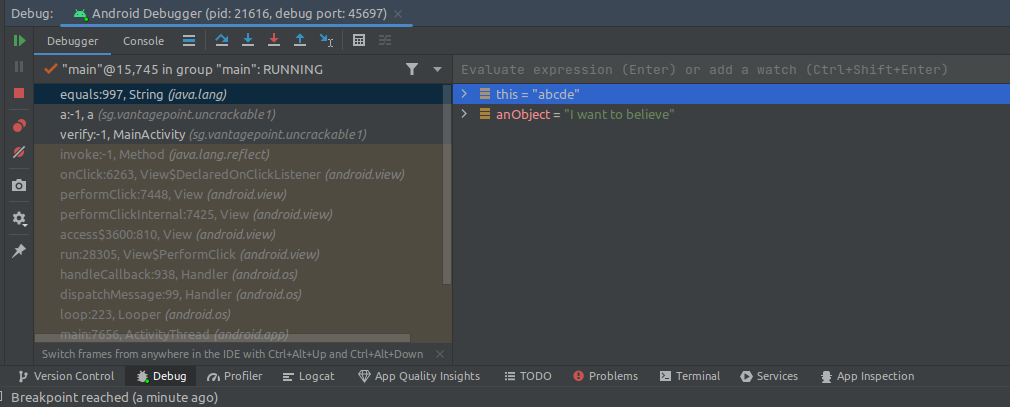 Debug: Android Debugger (pid: 21616, debug port: 45697)
Debugger Console
"main"@15,745 in group "main": RUNNING
equals:997, String (java.lang)
a:-1, a (sg.vantagepoint.uncrackable1)
verify:-1, MainActivity (sg.vantagepoint.uncrackable1)
invoke:-1, Method (java.lang.reflect)
onClick:6263, View$DeclaredOnClickListener (android.view)
performClick:7448, View (android.view)
performClickInternal:7425, View (android.view)
access$3600:810, View (android.view)
run:28305, View$PerformClick (android.view)
handleCallback:938, Handler (android.os)
dispatchMessage:99, Handler (android.os)
loop:223, Looper (android.os)
main:7656, ActivityThread (android.app)
Switch frames from anywhere in the IDE with Ctrl+Alt+Up and Ctrl+Alt+Down
Evaluate expression (Enter) or add a watch (Ctrl+Shift+Enter)
this = "abcde"
anObject = "I want to believe"
Version Control Debug Profiler Logcat App Quality Insights TODO Problems Terminal Services App Inspection
Breakpoint reached (a minute ago)